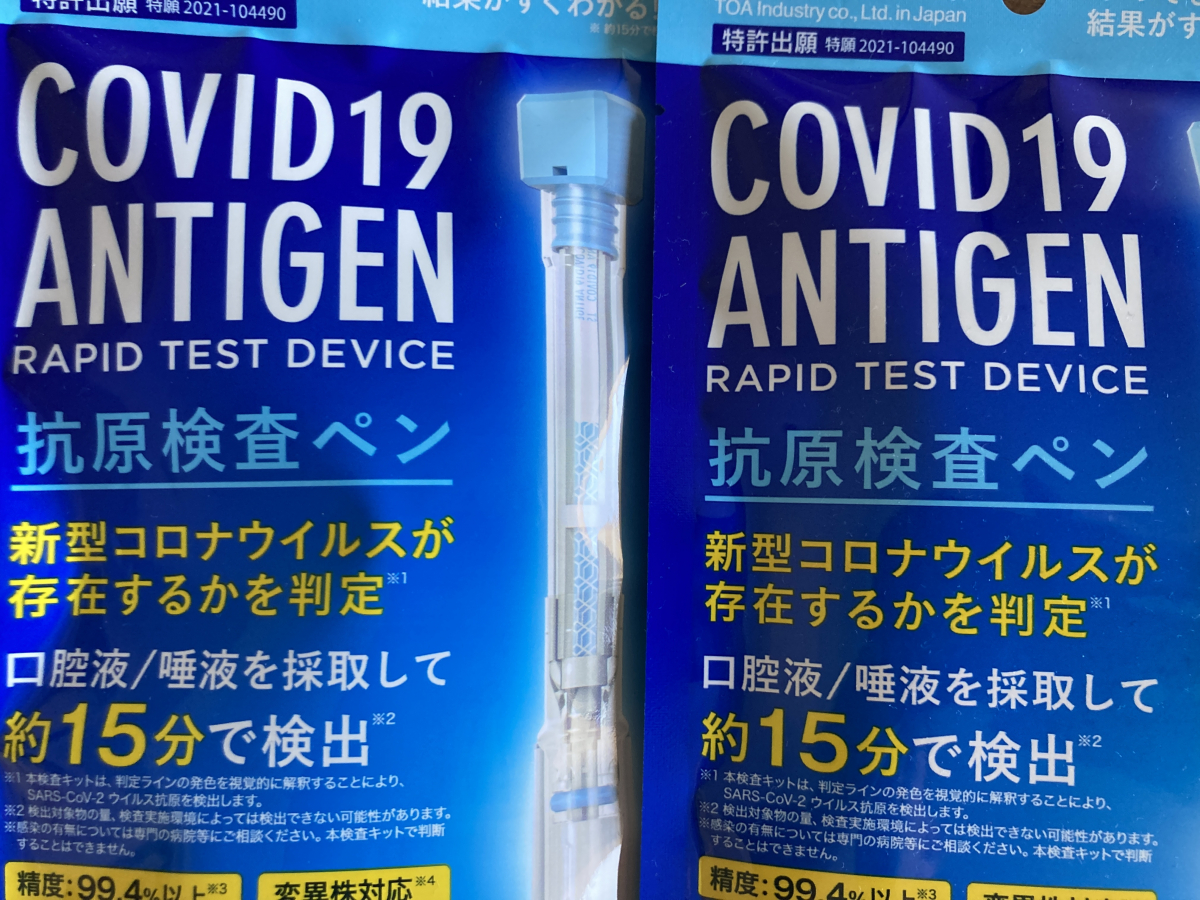 特許出願 特願 2021-104490
結果がすぐわかる!
COVID19
ANTIGEN
RAPID TEST DEVICE
抗原検査ペン
新型コロナウイルスが
存在するかを判定※1
口腔液/唾液を採取して
約15分で検出※2
※1 本検査キットは、判定ラインの発色を視覚的に解釈することにより、
SARS-CoV-2 ウイルス抗原を検出します。
※2 検出対象物の量、検査実施環境によっては検出できない可能性があります。
※感染の有無については専門の病院等にご相談ください。本検査キットで判断
することはできません。
精度:99.4%以上※3
変異株対応※4
TOA Industry co., Ltd. in Japan
特許出願 特願 2021-104490
結果がす
COVID19
ANTIGEN
RAPID TEST DEVICE
抗原検査ペン
新型コロナウイルスが
存在するかを判定※1
口腔液/唾液を採取して
約15分で検出※2
※1 本検査キットは、判定ラインの発色を視覚的に解釈することにより、
SARS-CoV-2 ウイルス抗原を検出します。
※2 検出対象物の量、検査実施環境によっては検出できない可能性があります。
※感染の有無については専門の病院等にご相談ください。本検査キットで判断
することはできません。
精度:99.4%以上※3
変異株対応